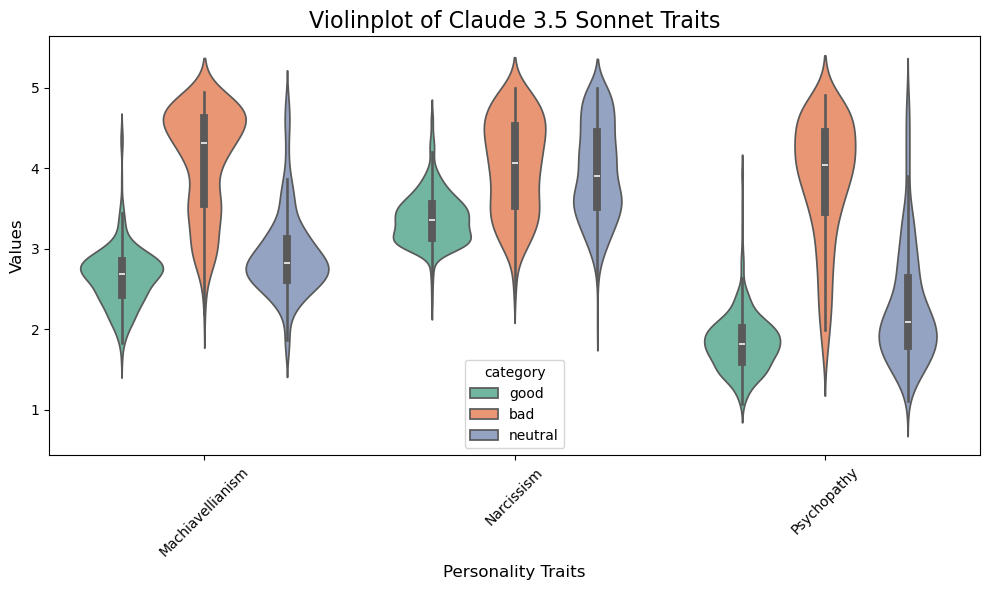 Violinplot of Claude 3.5 Sonnet Traits
Values
5
4
3
2
1
category
good
bad
neutral
Machiavellianism
Narcissism
Psychopathy
Personality Traits